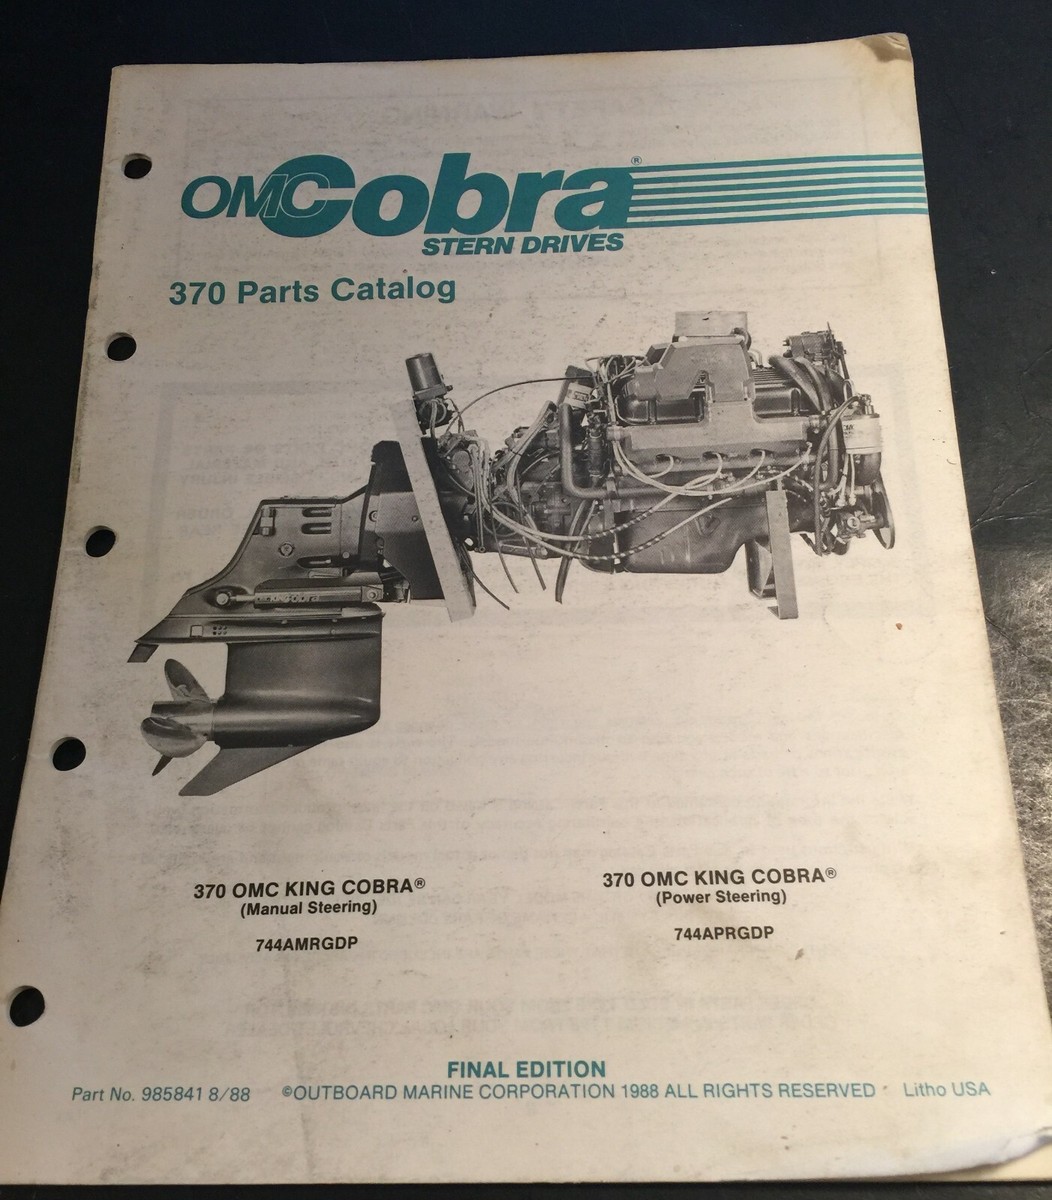 OMC Cobra®
STERN DRIVES
370 Parts Catalog
Cobra
370 OMC KING COBRA®
(Manual Steering)
744AMRGDP
370 OMC KING COBRA®
(Power Steering)
744APRGDP
FINAL EDITION
Part No. 985841 8/88 ©OUTBOARD MARINE CORPORATION 1988 ALL RIGHTS RESERVED Litho USA